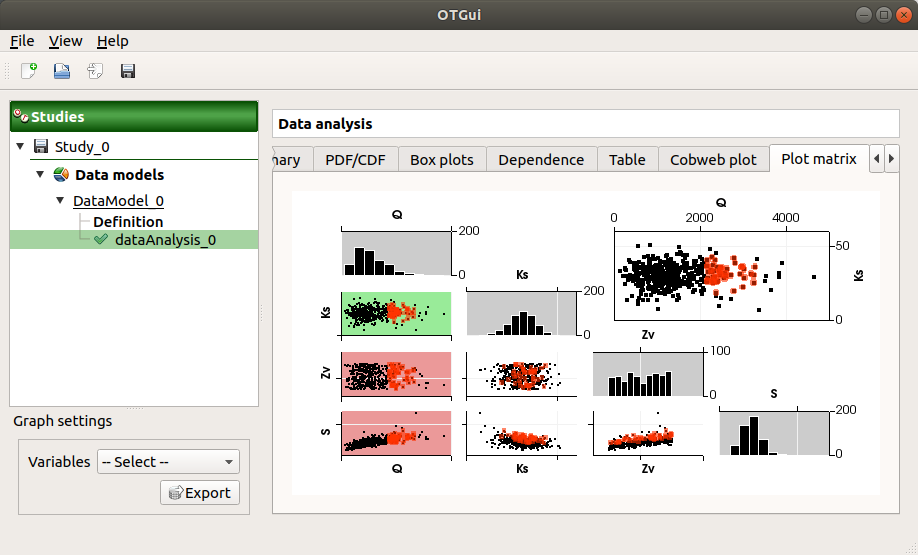 OTGui
File View Help
Studies
Study_0
Data models
DataModel_0
Definition
dataAnalysis_0
Graph settings
Variables -- Select --
Export
Data analysis
nary PDF/CDF Box plots Dependence Table Cobweb plot Plot matrix
Q
0 2000 4000
50
Ks
0
Q
200
0
Ks
Ks
200
0
Zv
Zv
100
0
S
S
200
0
Q Ks Zv